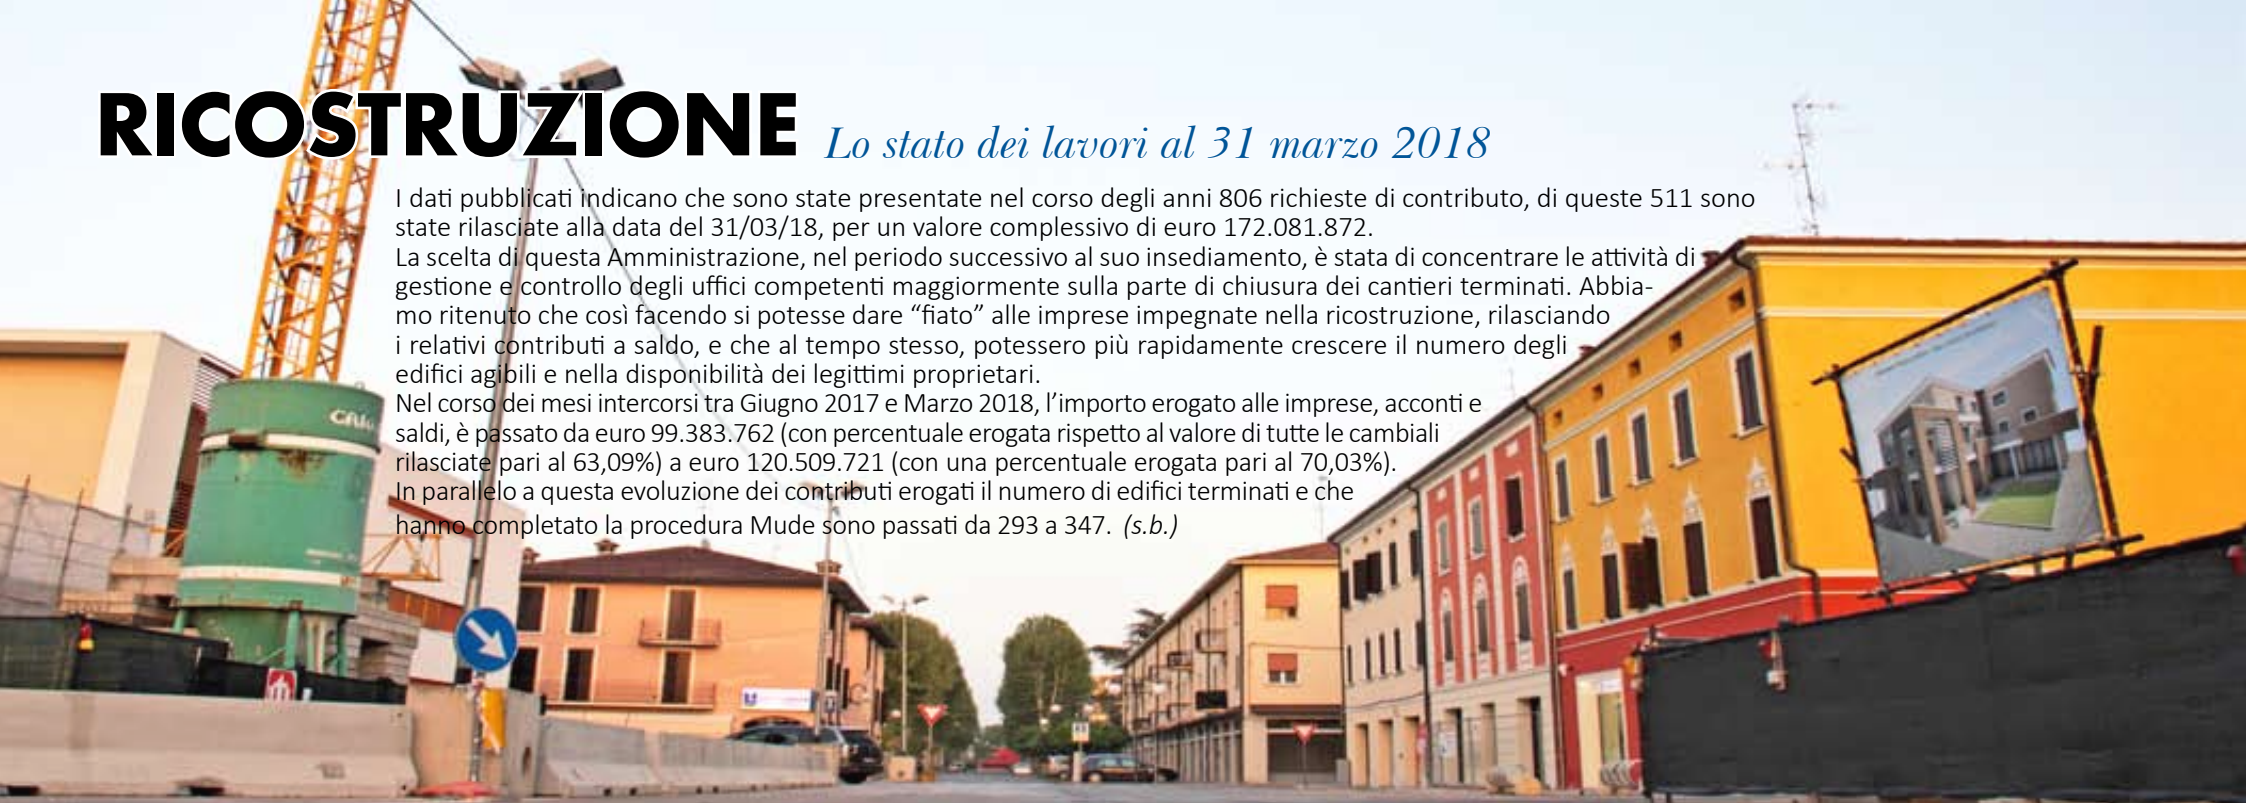 RICOSTRUZIONE Lo stato dei lavori al 31 marzo 2018
I dati pubblicati indicano che sono state presentate nel corso degli anni 806 richieste di contributo, di queste 511 sono
state rilasciate alla data del 31/03/18, per un valore complessivo di euro 172.081.872.
La scelta di questa Amministrazione, nel periodo successivo al suo insediamento, è stata di concentrare le attività di
gestione e controllo degli uffici competenti maggiormente sulla parte di chiusura dei cantieri terminati. Abbia-
mo ritenuto che così facendo si potesse dare “fiato” alle imprese impegnate nella ricostruzione, rilasciando
i relativi contributi a saldo, e che al tempo stesso, potessero più rapidamente crescere il numero degli
edifici agibili e nella disponibilità dei legittimi proprietari.
Nel corso dei mesi intercorsi tra Giugno 2017 e Marzo 2018, l’importo erogato alle imprese, acconti e
saldi, è passato da euro 99.383.762 (con percentuale erogata rispetto al valore di tutte le cambiali
rilasciate pari al 63,09%) a euro 120.509.721 (con una percentuale erogata pari al 70,03%).
In parallelo a questa evoluzione dei contributi erogati il numero di edifici terminati e che
hanno completato la procedura Mude sono passati da 293 a 347. (s.b.)